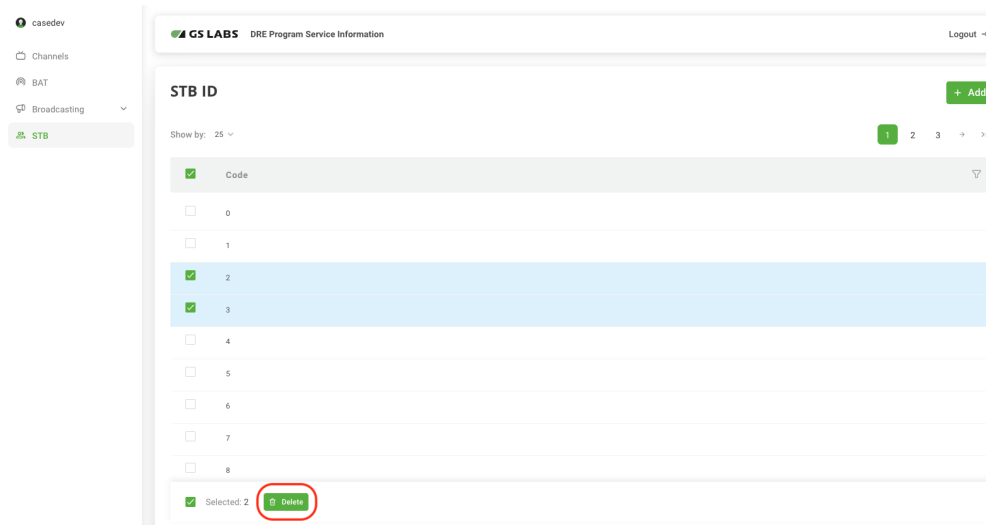 casedev
Channels
BAT
Broadcasting
STB
GS LABS DRE Program Service Information
Logout
STB ID
+ Add
Show by: 25
1 2 3
Code
0
1
2
3
4
5
6
7
8
Selected: 2 Delete